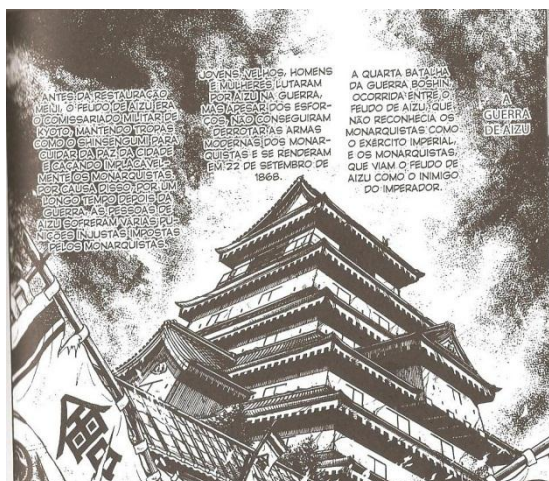 A
GUERRA
DE AIZU
A QUARTA BATALHA
DA GUERRA BOSHIN,
OCORRIDA ENTRE O
FEUDO DE AIZU, QUE
NÃO RECONHECIA OS
MONARQUISTAS COMO
O EXÉRCITO IMPERIAL,
E OS MONARQUISTAS,
QUE VIAM O FEUDO DE
AIZU COMO O INIMIGO
DO IMPERADOR.
JOVENS, VELHOS, HOMENS
E MULHERES LUTARAM
POR AIZU NA GUERRA,
MAS, APESAR DOS ESFOR-
ÇOS, NÃO CONSEGUIRAM
DERROTAR AS ARMAS
MODERNAS DOS MONAR-
QUISTAS E SE RENDERAM
EM 22 DE SETEMBRO DE
1868.
ANTES DA RESTAURAÇÃO
MEIJI, O FEUDO DE AIZU ERA
O COMISSARIADO MILITAR DE
KYOTO, MANTENDO TROPAS
COMO O SHINSENGUMI PARA
CUIDAR DA PAZ DA CIDADE
E CAÇANDO IMPLACAVEL-
MENTE OS MONARQUISTAS.
POR CAUSA DISSO, POR UM
LONGO TEMPO DEPOIS DA
GUERRA, AS PESSOAS DE
AIZU SOFRERAM VÁRIAS PU-
NIÇÕES INJUSTAS IMPOSTAS
PELOS MONARQUISTAS.
會